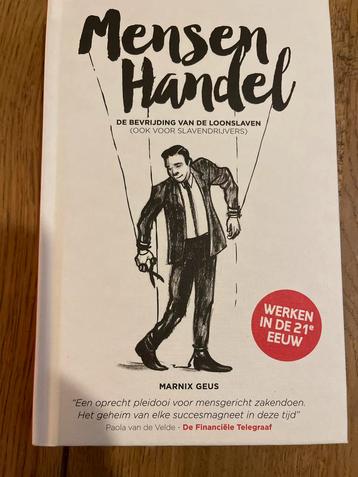 Mensen
Handel
DE BEVRIJDING VAN DE LOONSLAVEN
(OOK VOOR SLAVENDRIJVERS)
WERKEN
IN DE 21e
EEUW
MARNIX GEUS
"Een oprecht pleidooi voor mensgericht zakendoen.
Het geheim van elke succesmagneet in deze tijd"
Paola van de Velde - De Financiële Telegraaf